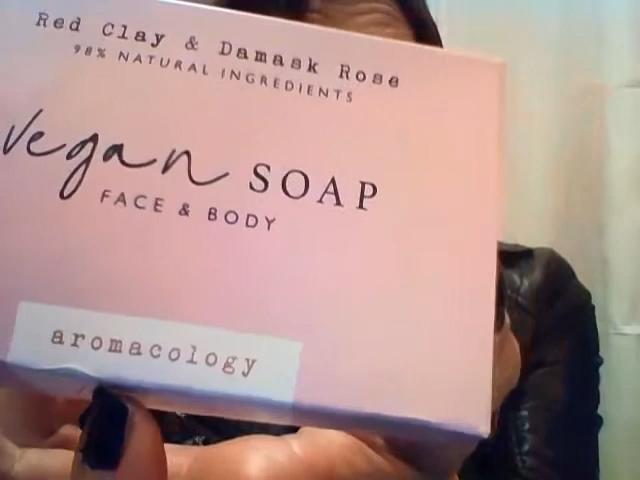 Red Clay & Damask Rose
98% NATURAL INGREDIENTS
vegan SOAP
FACE & BODY
aromacology